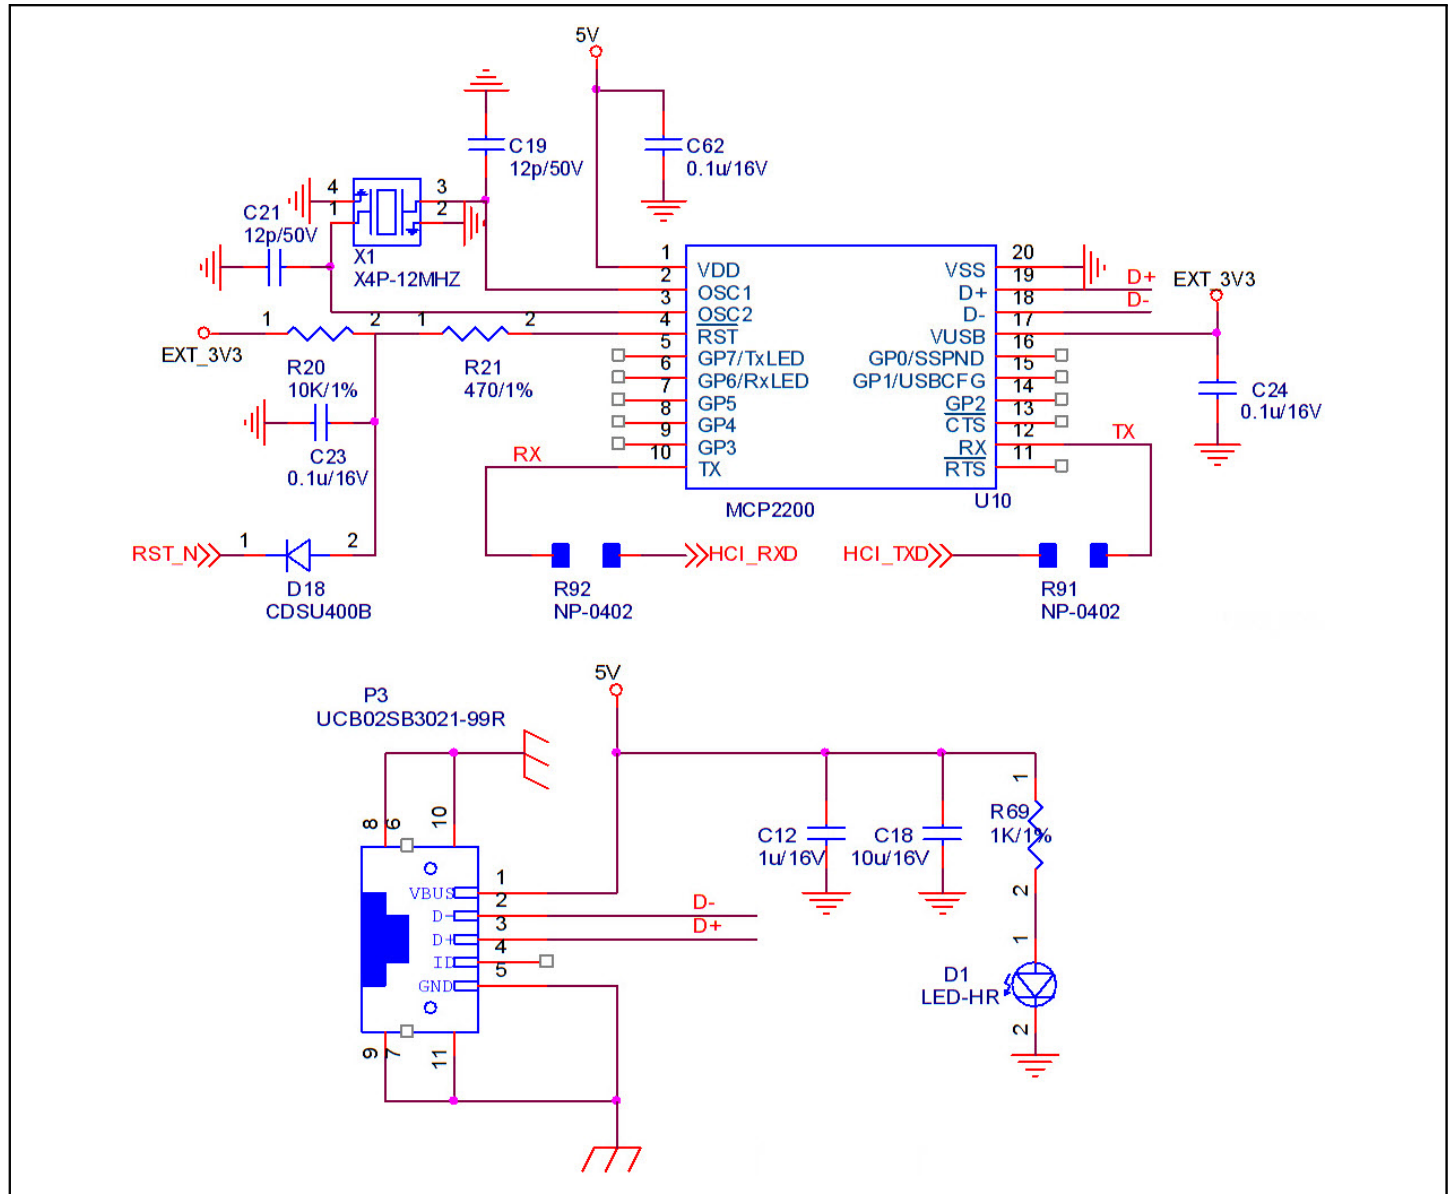 5V
C19
12p/50V
C62
0.1u/16V
4
3
1
2
C21
12p/50V
X1
X4P-12MHZ
1
VDD
2
OSC1
3
OSC2
4
RST
5
GP7/TxLED
6
GP6/RxLED
7
GP5
8
GP4
9
GP3
10
TX
20
VSS
19
D+
18
D-
17
VUSB
16
GP0/SSPND
15
GP1/USBCFG
14
GP2
13
CTS
12
RX
11
RTS
D+
D-
EXT_3V3
C24
0.1u/16V
EXT_3V3
1
2
R20
10K/1%
1
2
R21
470/1%
C23
0.1u/16V
RX
TX
MCP2200
U10
RST_N
1
2
D18
CDSU400B
HCI_RXD
R92
NP-0402
HCI_TXD
R91
NP-0402
5V
P3
UCB02SB3021-99R
8
6
10
VBUS
1
D-
2
D+
3
ID
4
GND
5
9
7
11
D-
D+
C12
1u/16V
C18
10u/16V
1
R69
1K/1%
2
1
D1
LED-HR
2